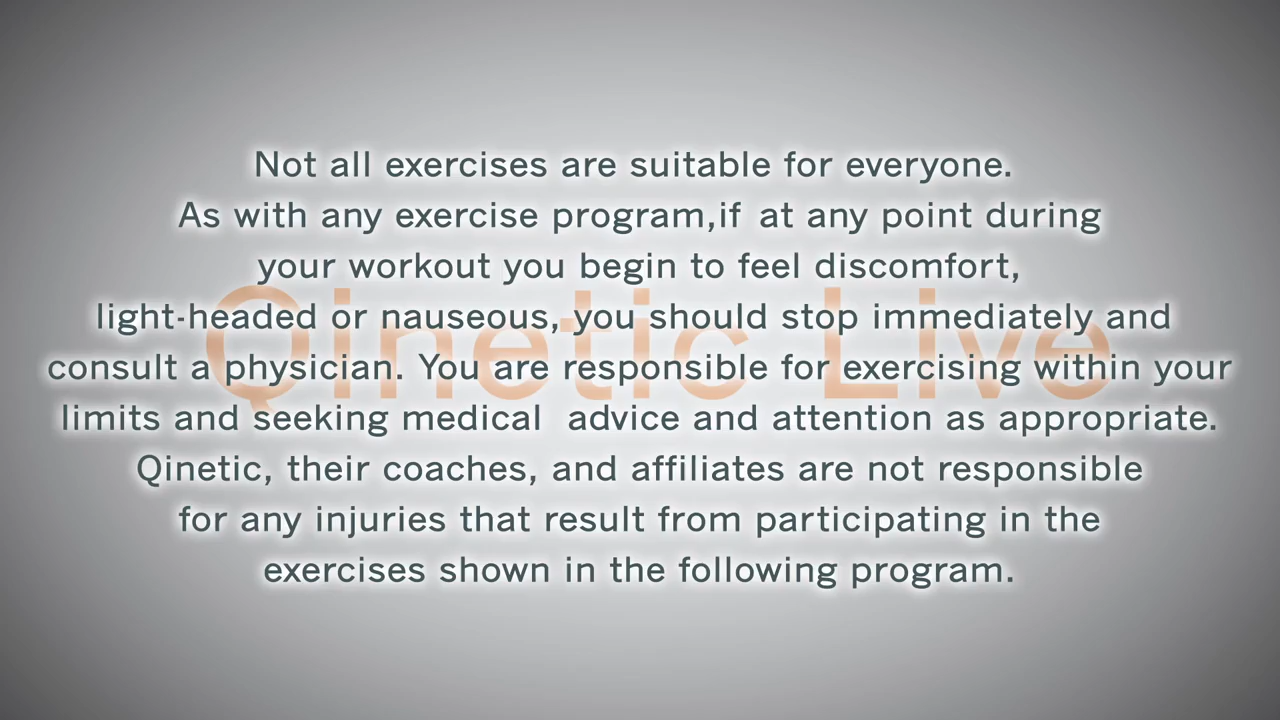 Not all exercises are suitable for everyone.
As with any exercise program,if at any point during
your workout you begin to feel discomfort,
light-headed or nauseous, you should stop immediately and
Qinetic Live
consult a physician. You are responsible for exercising within your
limits and seeking medical  advice and attention as appropriate.
Qinetic, their coaches, and affiliates are not responsible
for any injuries that result from participating in the
exercises shown in the following program.